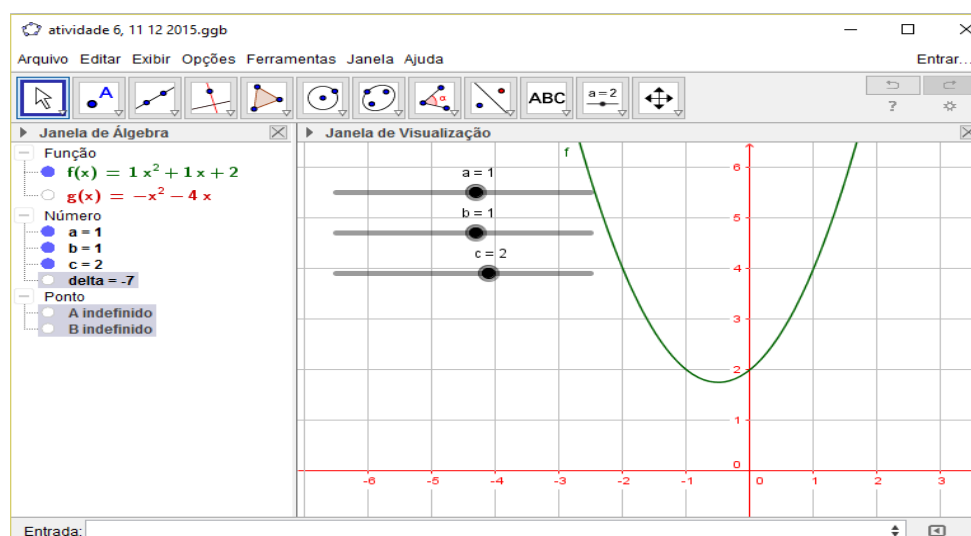 atividade 6, 11 12 2015.ggb
Arquivo Editar Exibir Opções Ferramentas Janela Ajuda
Entrar...
A
α
ABC
a = 2
?
Janela de Álgebra
Janela de Visualização
Função
f(x) = 1 x² + 1 x + 2
g(x) = −x² − 4 x
Número
a = 1
b = 1
c = 2
delta = -7
Ponto
A indefinido
B indefinido
f
a = 1
b = 1
c = 2
6
5
4
3
2
1
0
-6 -5 -4 -3 -2 -1 0 1 2 3
Entrada: